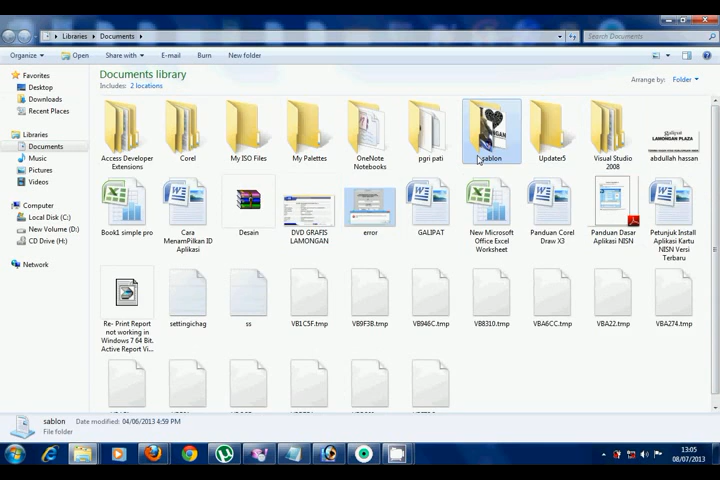 Libraries Documents
Search Documents
Organize Open Share with E-mail Burn New folder
Favorites
Desktop
Downloads
Recent Places
Libraries
Documents
Music
Pictures
Videos
Computer
Local Disk (C:)
New Volume (D:)
CD Drive (H:)
Network
Documents library
Includes: 2 locations
Arrange by: Folder
Access Developer
Extensions
Corel
My ISO Files
My Palettes
OneNote
Notebooks
pgri pati
sablon
Updater5
Visual Studio
2008
LAMONGAN PLAZA
abdullah hassan
Book1 simple pro
Cara
MenamPilkan ID
Aplikasi
Desain
DVD GRAFIS
LAMONGAN
error
GALIPAT
New Microsoft
Office Excel
Worksheet
Panduan Corel
Draw X3
Panduan Dasar
Aplikasi NISN
Petunjuk Install
Aplikasi Kartu
NISN Versi
Terbaru
Re- Print Report
not working in
Windows 7 64 Bit.
Active Report Vi...
settingichag
ss
VB1C5F.tmp
VB9F3B.tmp
VB946C.tmp
VB8310.tmp
VBA6CC.tmp
VBA22.tmp
VBA274.tmp
sablon Date modified: 04/06/2013 4:59 PM
File folder
13:05
08/07/2013